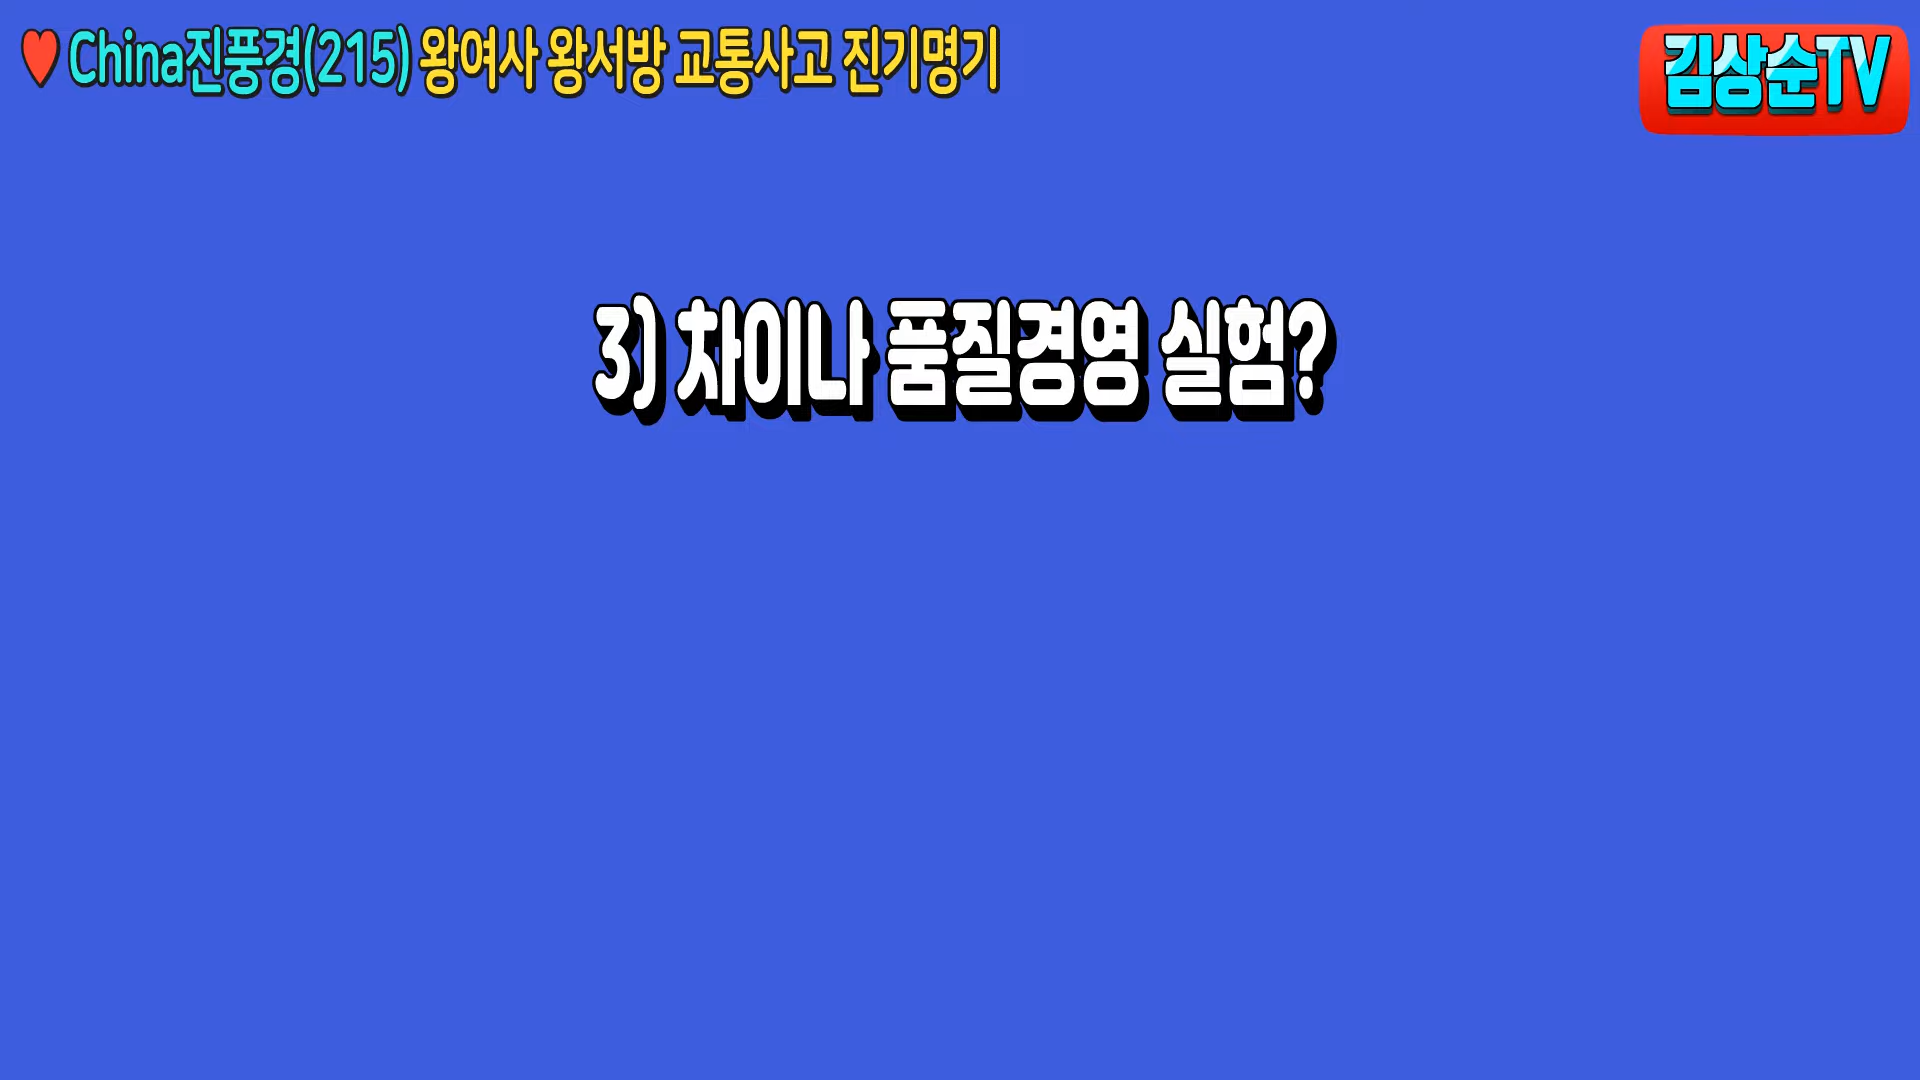 ♥ China진풍경(215) 왕여사 왕서방 교통사고 진기명기
김상순TV
3) 차이나 품질경영 실험?